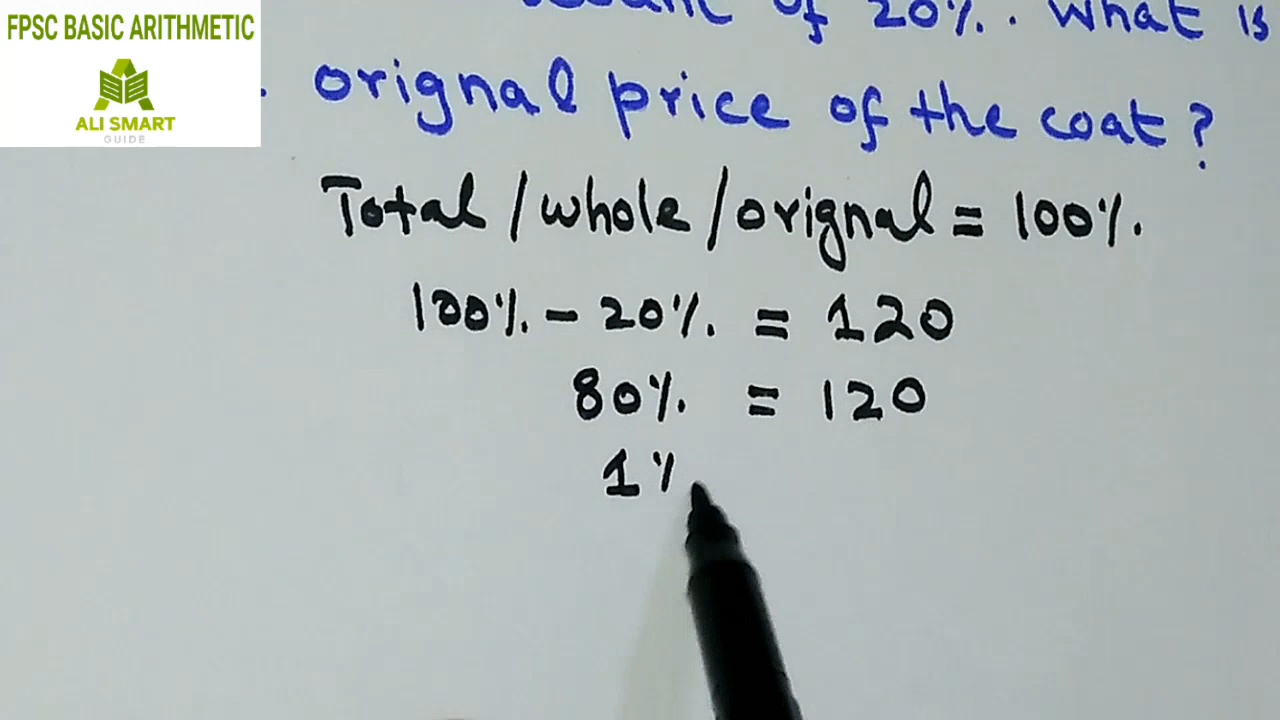 FPSC BASIC ARITHMETIC
ALI SMART
GUIDE
of 20%. What is
orignal price of the coat?
Total / whole / orignal = 100%.
100%. - 20%. = 120
80%. = 120
1%